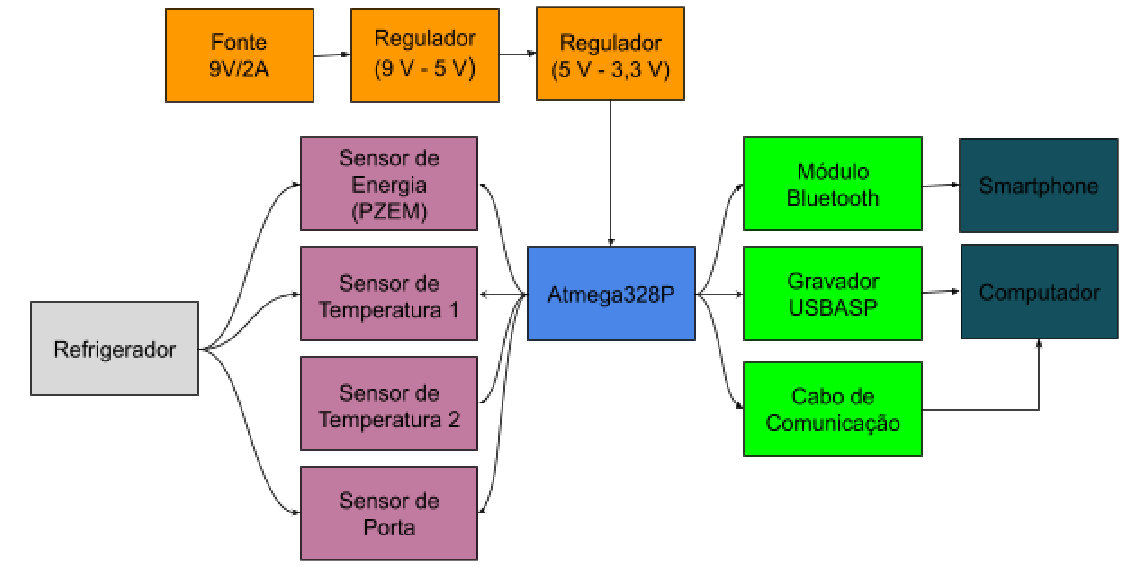 Fonte
9V/2A
Regulador
(9 V - 5 V)
Regulador
(5 V - 3,3 V)
Sensor de
Energia
(PZEM)
Módulo
Bluetooth
Smartphone
Sensor de
Temperatura 1
Atmega328P
Gravador
USBASP
Computador
Refrigerador
Sensor de
Temperatura 2
Cabo de
Comunicação
Sensor de
Porta